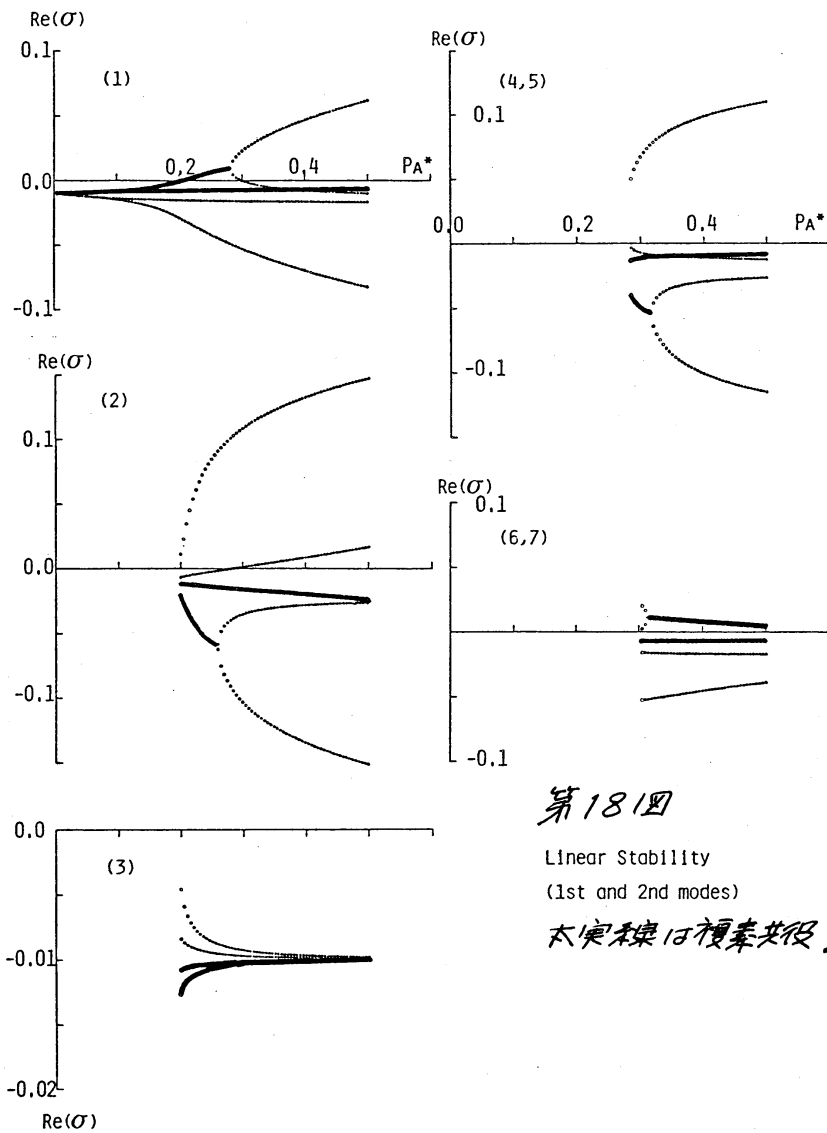 Re(σ)
0.1
(1)
0,2
0,4
PA*
0.0
-0.1
Re(σ)
(4,5)
0.1
0.0
0.2
0.4
PA*
-0.1
Re(σ)
(2)
0.1
0.0
-0.1
Re(σ)
0.1
(6,7)
-0.1
0.0
(3)
-0.01
-0.02
Re(σ)
第18図
Linear Stability
(1st and 2nd modes)
太実線は複素共役.